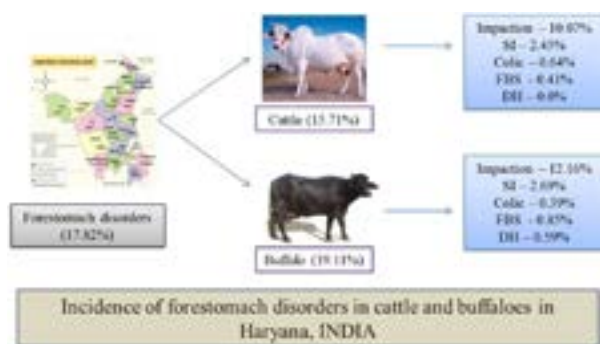 Forestomach disorders
(17.82%)
Cattle (15.71%)
Impaction – 10.07%
SI – 2.45%
Colic – 0.64%
FBS – 0.43%
DH – 0.0%
Buffalo (19.11%)
Impaction – 12.16%
SI – 2.69%
Colic – 0.39%
FBS – 0.85%
DH – 0.59%
Incidence of forestomach disorders in cattle and buffaloes in
Haryana, INDIA